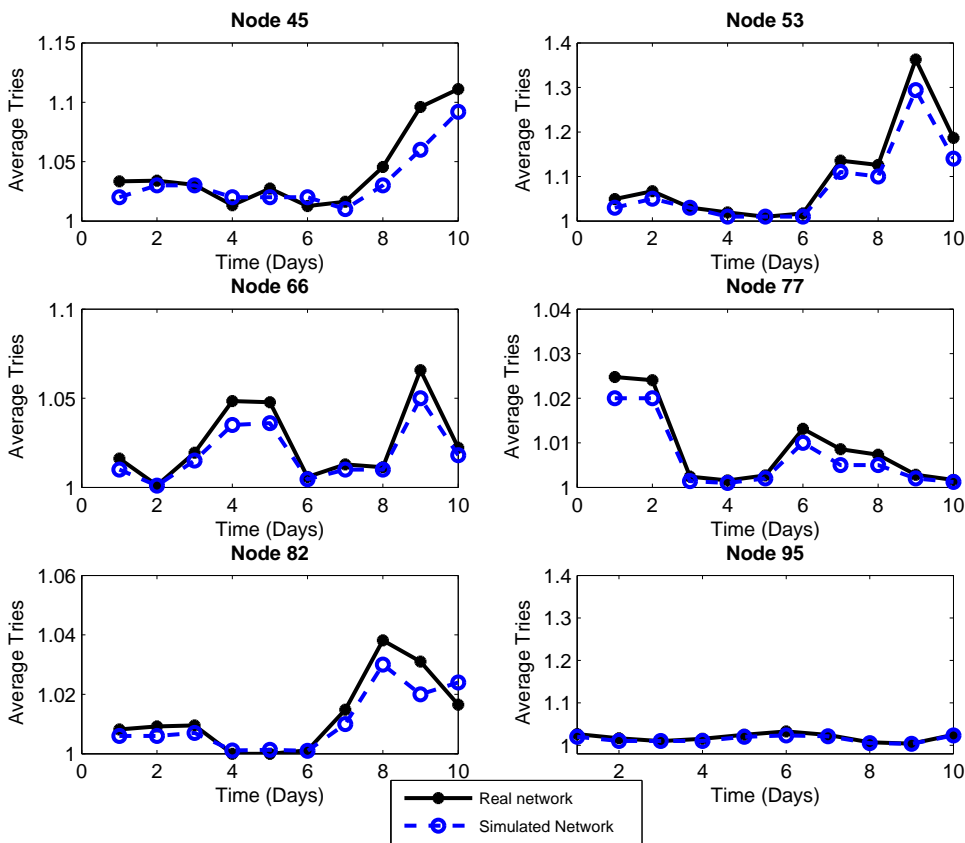 Node 45
1.15
1.1
1.05
1
Average Tries
0 2 4 6 8 10
Time (Days)
Node 53
1.4
1.3
1.2
1.1
1
Average Tries
0 2 4 6 8 10
Time (Days)
Node 66
1.1
1.05
1
Average Tries
0 2 4 6 8 10
Time (Days)
Node 77
1.04
1.03
1.02
1.01
1
Average Tries
0 2 4 6 8 10
Time (Days)
Node 82
1.06
1.04
1.02
1
Average Tries
0 2 4 6 8 10
Time (Days)
Node 95
1.4
1.3
1.2
1.1
1
Average Tries
2 4 6 8 10
Time (Days)
Real network
Simulated Network